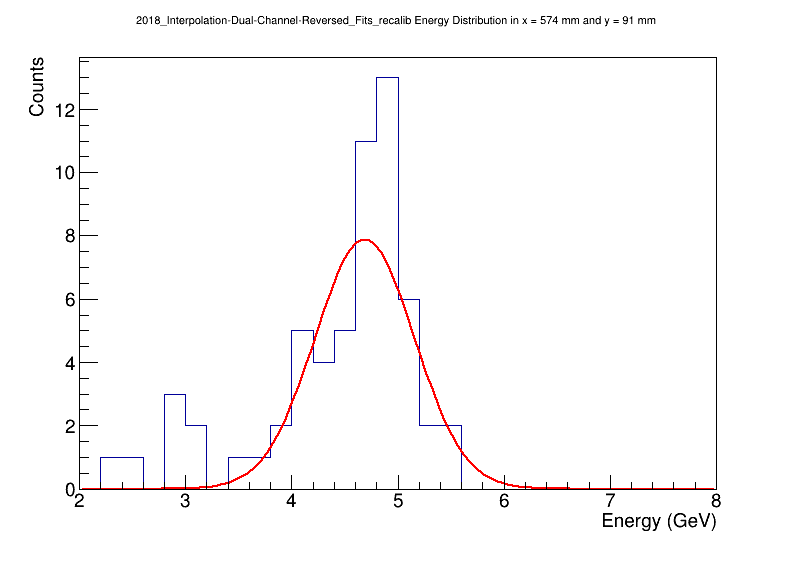 2018_Interpolation-Dual-Channel-Reversed_Fits_recalib Energy Distribution in x = 574 mm and y = 91 mm
Counts
12
10
8
6
4
2
0
2 3 4 5 6 7 8
Energy (GeV)